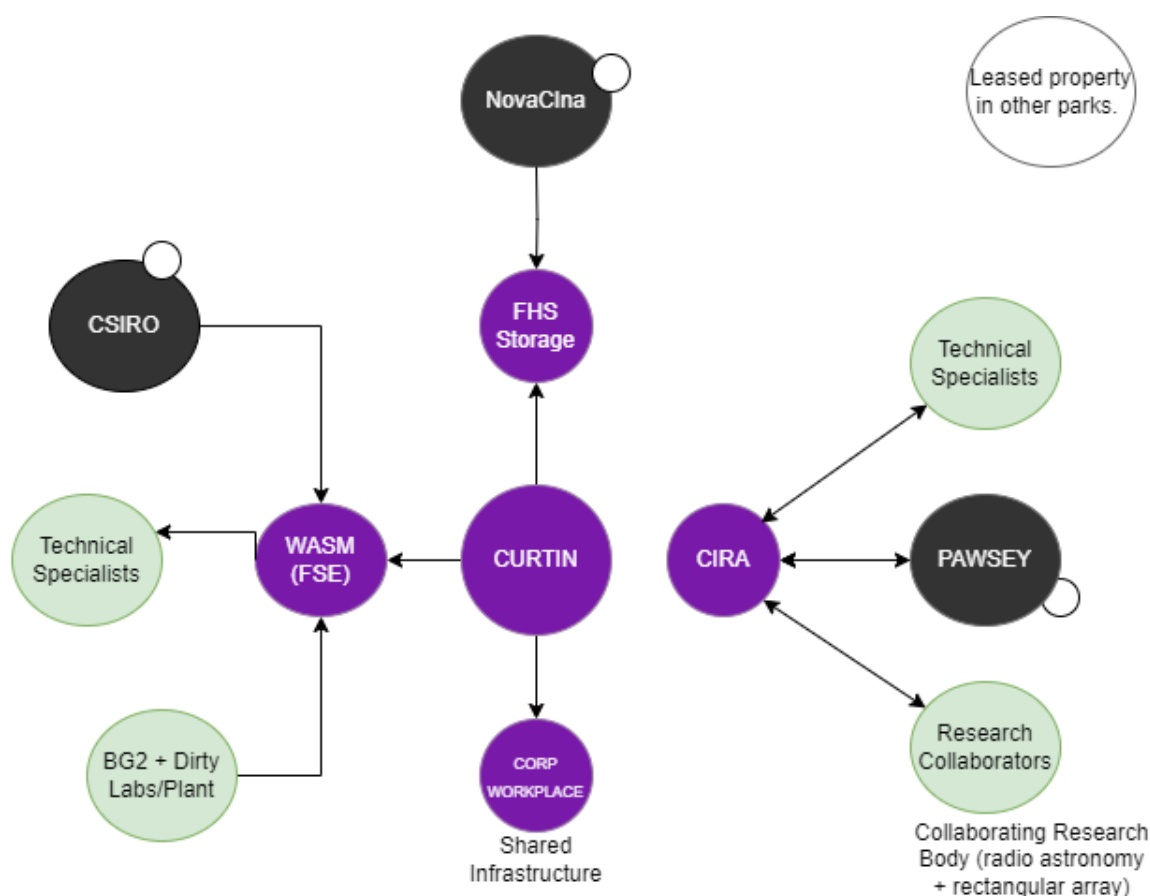 NovaCIna
Leased property
in other parks.
CSIRO
FHS
Storage
Technical
Specialists
Technical
Specialists
WASM
(FSE)
CURTIN
CIRA
PAWSEY
BG2 + Dirty
Labs/Plant
CORP
WORKPLACE
Shared
Infrastructure
Research
Collaborators
Collaborating Research
Body (radio astronomy
+ rectangular array)